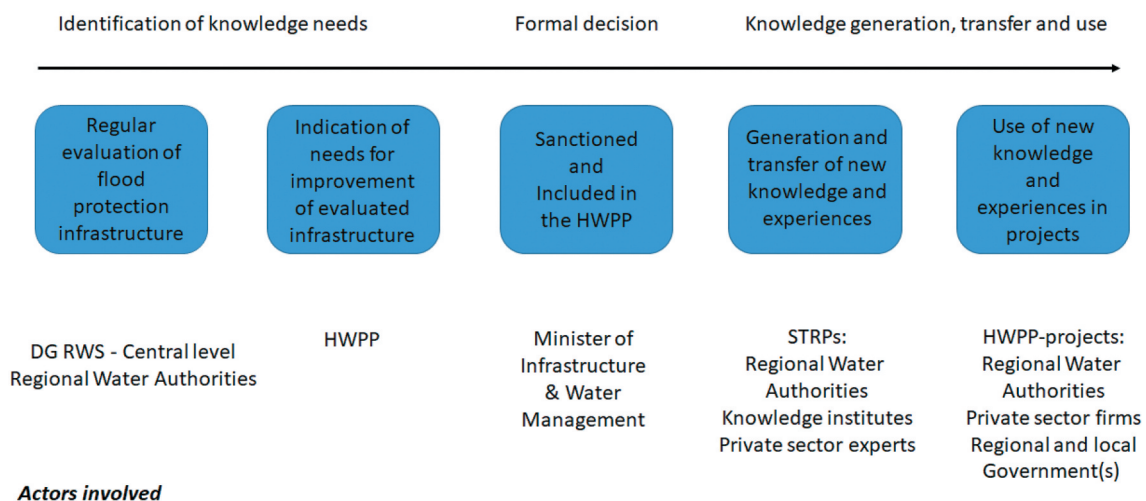 Identification of knowledge needs
Formal decision
Knowledge generation, transfer and use
Regular
evaluation of
flood
protection
infrastructure
Indication of
needs for
improvement
of evaluated
infrastructure
Sanctioned
and
Included in
the HWPP
Generation and
transfer of new
knowledge and
experiences
Use of new
knowledge
and
experiences in
projects
DG RWS - Central level
Regional Water Authorities
HWPP
Minister of
Infrastructure
& Water
Management
STRPs:
Regional Water
Authorities
Knowledge institutes
Private sector experts
HWPP-projects:
Regional Water
Authorities
Private sector firms
Regional and local
Government(s)
Actors involved